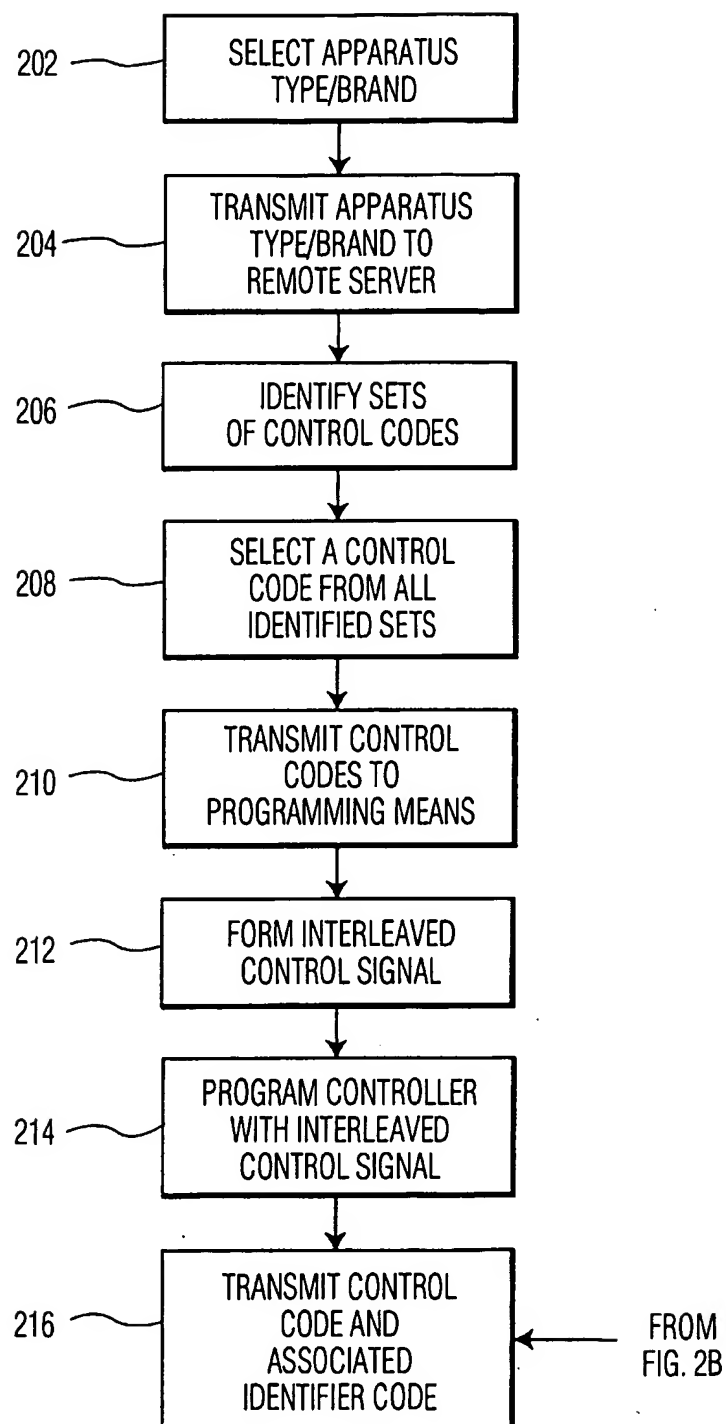 202
SELECT APPARATUS
TYPE/BRAND
204
TRANSMIT APPARATUS
TYPE/BRAND TO
REMOTE SERVER
206
IDENTIFY SETS
OF CONTROL CODES
208
SELECT A CONTROL
CODE FROM ALL
IDENTIFIED SETS
210
TRANSMIT CONTROL
CODES TO
PROGRAMMING MEANS
212
FORM INTERLEAVED
CONTROL SIGNAL
214
PROGRAM CONTROLLER
WITH INTERLEAVED
CONTROL SIGNAL
216
TRANSMIT CONTROL
CODE AND
ASSOCIATED
IDENTIFIER CODE
FROM
FIG. 2B